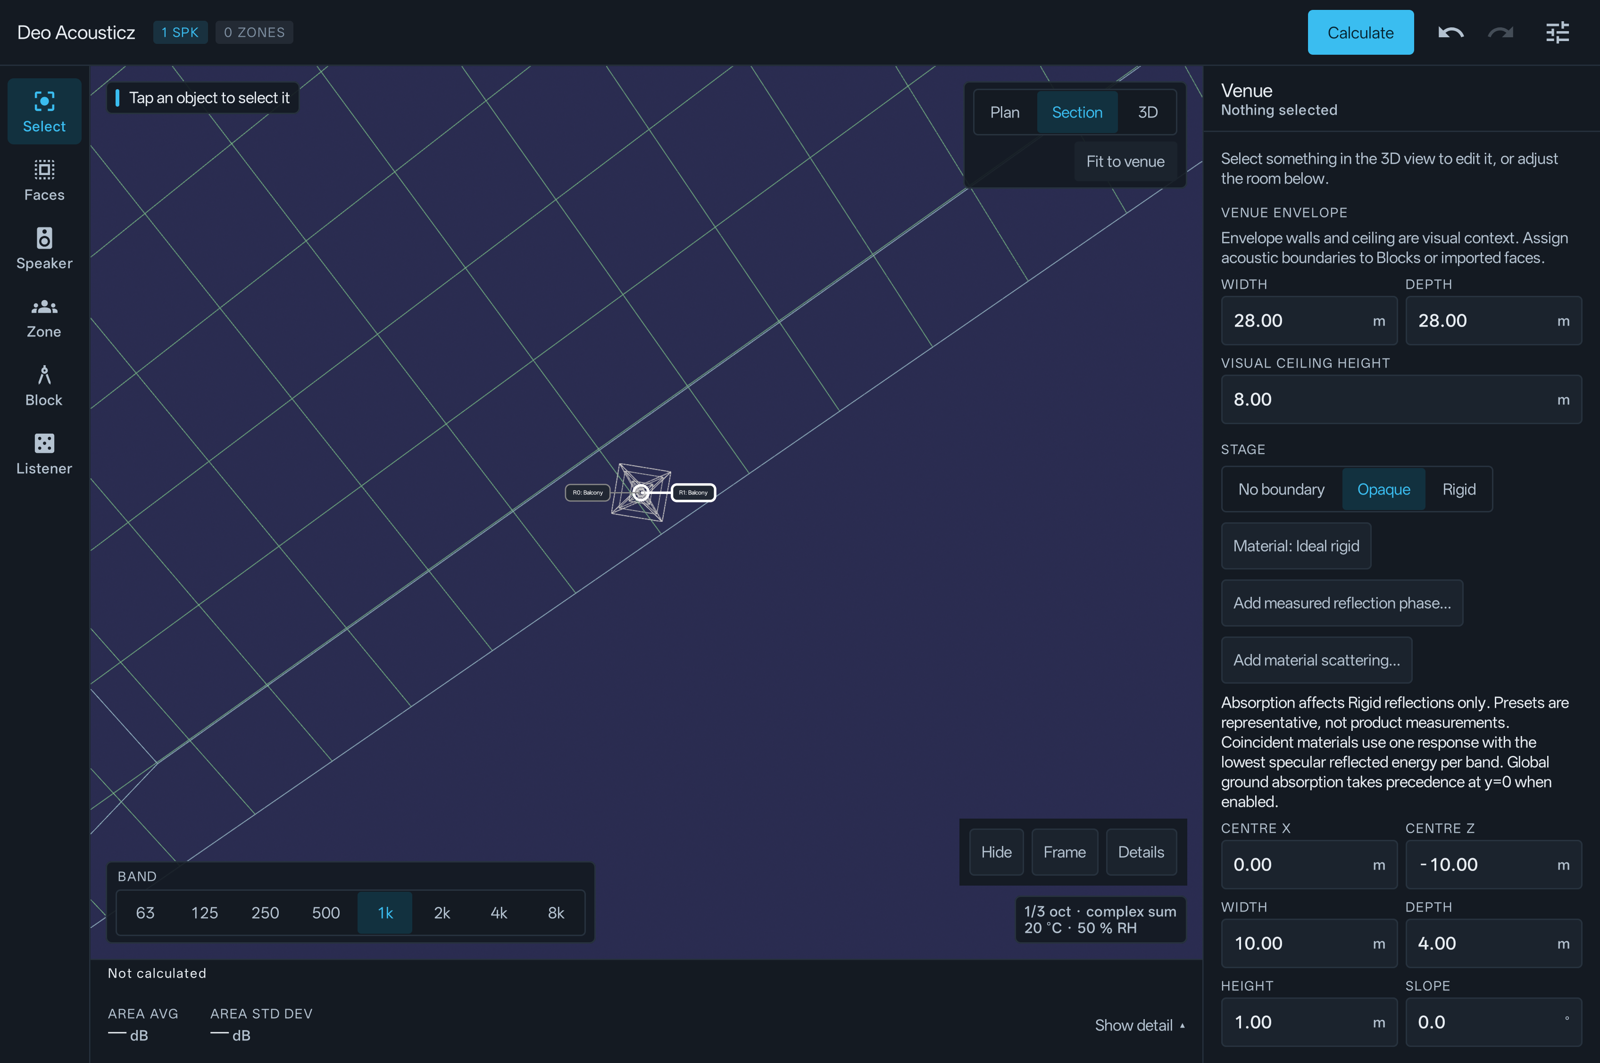 Deo Acousticz
1 SPK
0 ZONES
Calculate
Select
Faces
Speaker
Zone
Block
Listener
Tap an object to select it
Plan
Section
3D
Fit to venue
R0: Balcony
R1: Balcony
Hide
Frame
Details
BAND
63
125
250
500
1k
2k
4k
8k
1/3 oct · complex sum
20 °C · 50 % RH
Not calculated
AREA AVG
— dB
AREA STD DEV
— dB
Show detail ▴
Venue
Nothing selected
Select something in the 3D view to edit it, or adjust
the room below.
VENUE ENVELOPE
Envelope walls and ceiling are visual context. Assign
acoustic boundaries to Blocks or imported faces.
WIDTH
DEPTH
28.00 m
28.00 m
VISUAL CEILING HEIGHT
8.00 m
STAGE
No boundary
Opaque
Rigid
Material: Ideal rigid
Add measured reflection phase...
Add material scattering...
Absorption affects Rigid reflections only. Presets are
representative, not product measurements.
Coincident materials use one response with the
lowest specular reflected energy per band. Global
ground absorption takes precedence at y=0 when
enabled.
CENTRE X
CENTRE Z
0.00 m
-10.00 m
WIDTH
DEPTH
10.00 m
4.00 m
HEIGHT
SLOPE
1.00 m
0.0 °